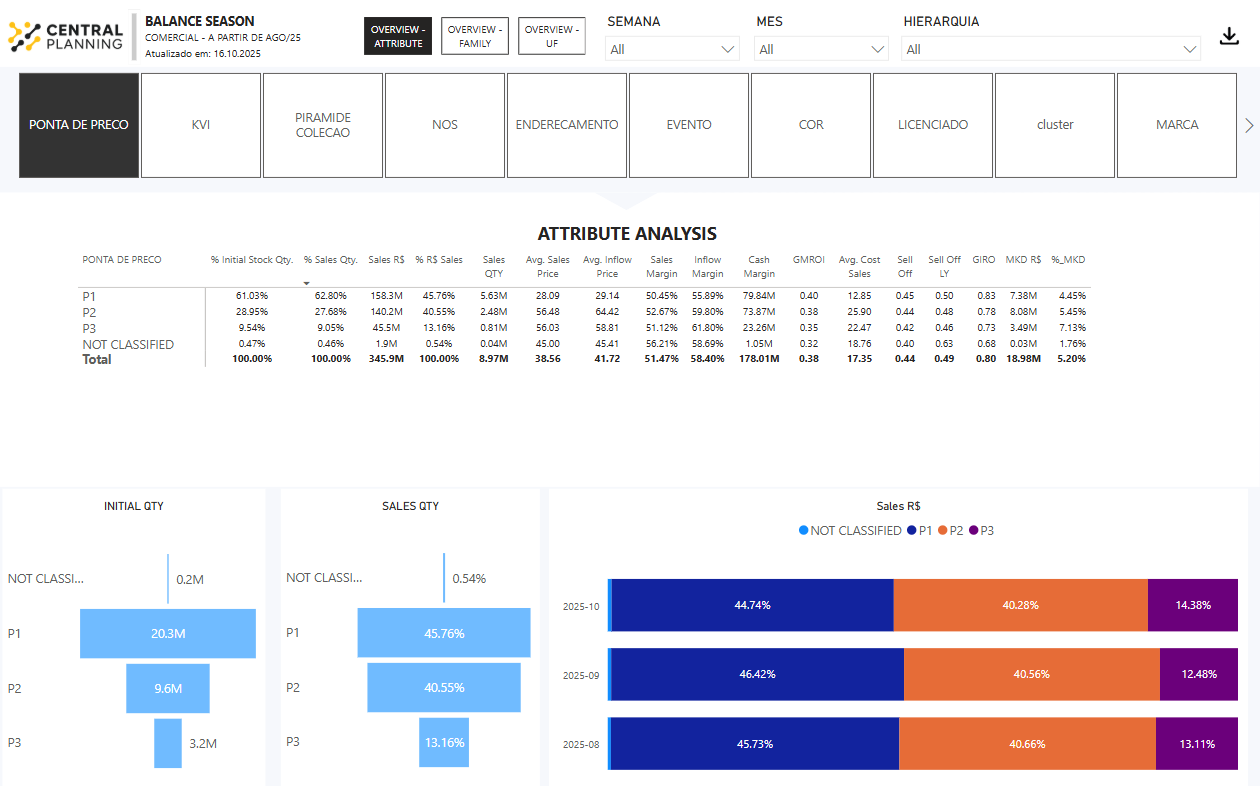 CENTRAL
PLANNING
BALANCE SEASON
COMERCIAL - A PARTIR DE AGO/25
Atualizado em: 16.10.2025
OVERVIEW -
ATTRIBUTE
OVERVIEW -
FAMILY
OVERVIEW -
UF
SEMANA
All
MES
All
HIERARQUIA
All
PONTA DE PRECO
KVI
PIRAMIDE
COLECAO
NOS
ENDERECAMENTO
EVENTO
COR
LICENCIADO
cluster
MARCA
ATTRIBUTE ANALYSIS
PONTA DE PRECO % Initial Stock Qty. % Sales Qty. Sales R$ % R$ Sales Sales QTY Avg. Sales Price Avg. Inflow Price Sales Margin Inflow Margin Cash Margin GMROI Avg. Cost Sales Sell Off Sell Off LY GIRO MKD R$ %_MKD
P1 61.03% 62.80% 158.3M 45.76% 5.63M 28.09 29.14 50.45% 55.89% 79.84M 0.40 12.85 0.45 0.50 0.83 7.38M 4.45%
P2 28.95% 27.68% 140.2M 40.55% 2.48M 56.48 64.42 52.67% 59.80% 73.87M 0.38 25.90 0.44 0.48 0.78 8.08M 5.45%
P3 9.54% 9.05% 45.5M 13.16% 0.81M 56.03 58.81 51.12% 61.80% 23.26M 0.35 22.47 0.42 0.46 0.73 3.49M 7.13%
NOT CLASSIFIED 0.47% 0.46% 1.9M 0.54% 0.04M 45.00 45.41 56.21% 58.69% 1.05M 0.32 18.76 0.40 0.63 0.68 0.03M 1.76%
Total 100.00% 100.00% 345.9M 100.00% 8.97M 38.56 41.72 51.47% 58.40% 178.01M 0.38 17.35 0.44 0.49 0.80 18.98M 5.20%
INITIAL QTY
NOT CLASSI... 0.2M
P1 20.3M
P2 9.6M
P3 3.2M
SALES QTY
NOT CLASSI... 0.54%
P1 45.76%
P2 40.55%
P3 13.16%
Sales R$
NOT CLASSIFIED P1 P2 P3
2025-10 44.74% 40.28% 14.38%
2025-09 46.42% 40.56% 12.48%
2025-08 45.73% 40.66% 13.11%